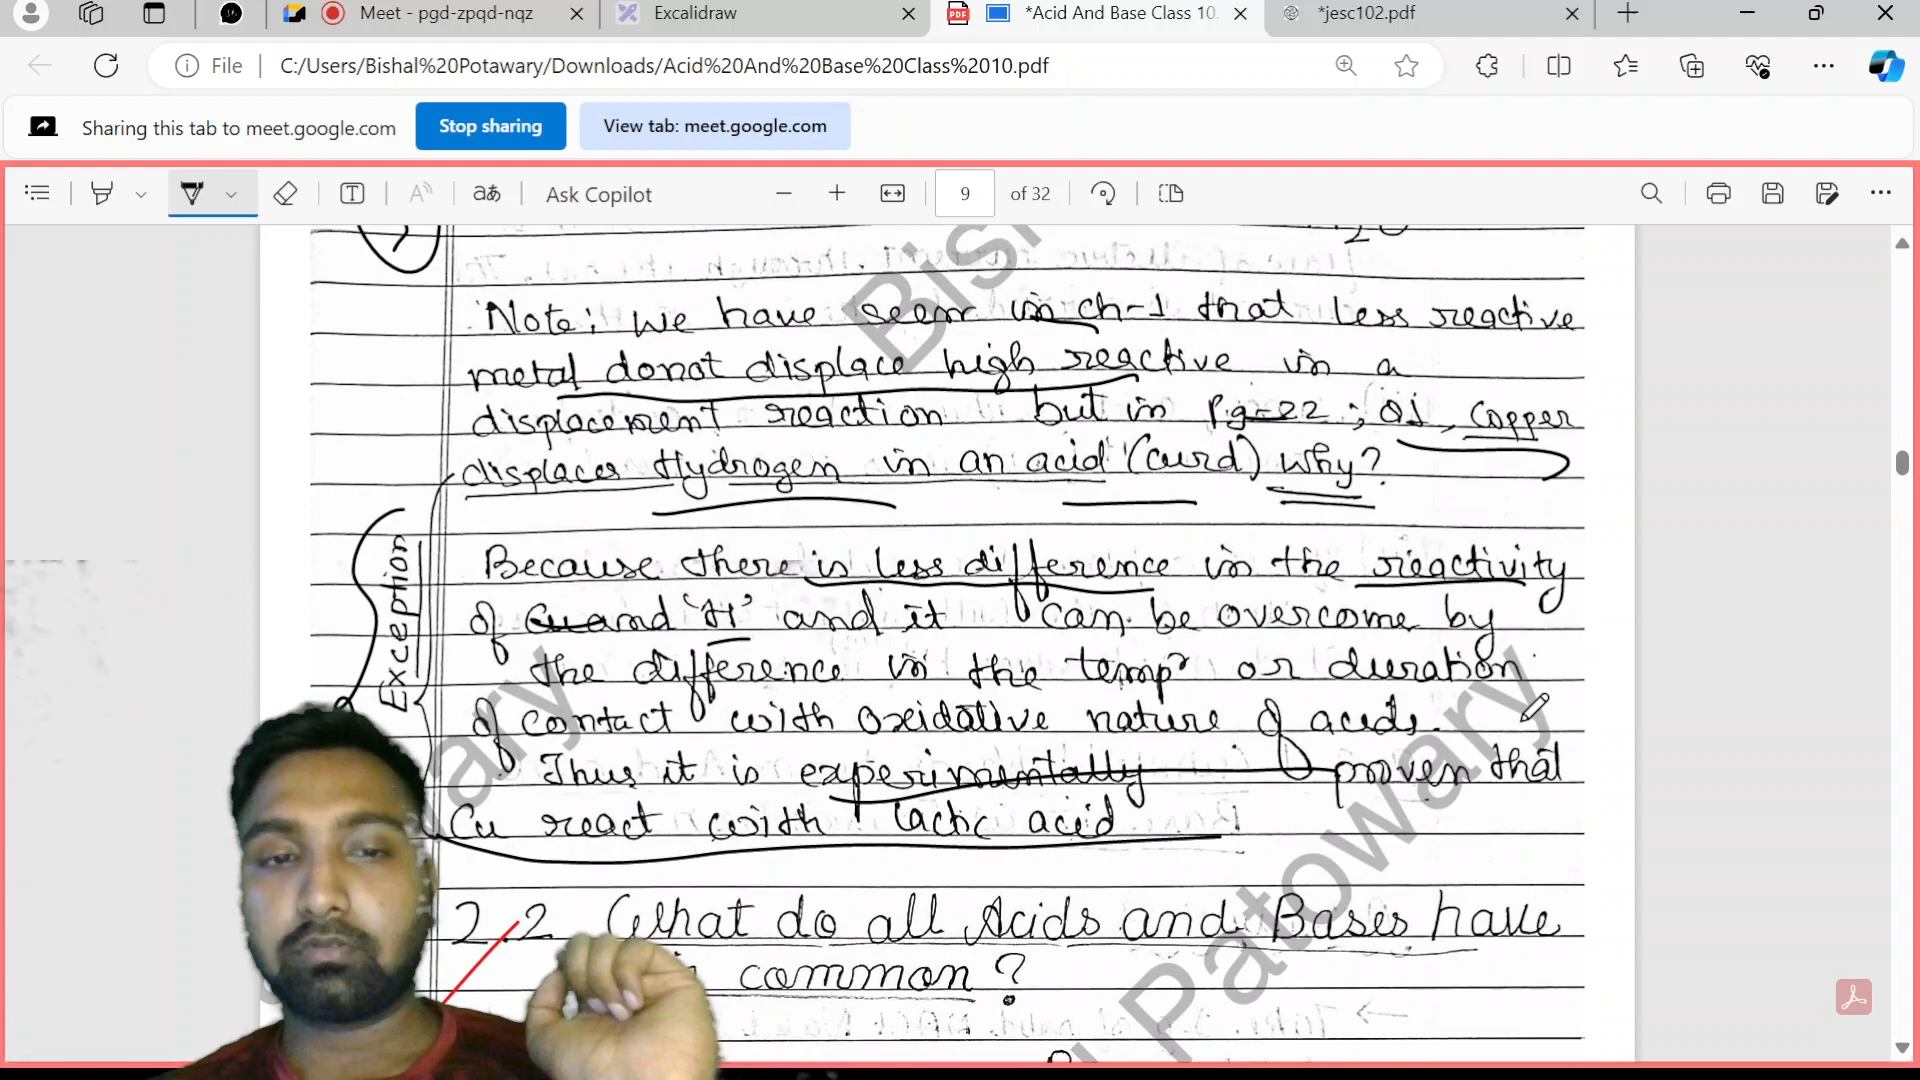 Meet - pgd-zpqd-nqz
Excalidraw
*Acid And Base Class 10.
*jesc102.pdf
File
C:/Users/Bishal%20Potawary/Downloads/Acid%20And%20Base%20Class%2010.pdf
Sharing this tab to meet.google.com
Stop sharing
View tab: meet.google.com
Ask Copilot
9
of 32
Note: We have seen in ch-1 that less reactive
metal donot displace high reactive in a
displacement reaction but in Pg-22; Q1, Copper
displaces Hydrogen in an acid (curd) why?
Exception
Because there is less difference in the reactivity
of Cu and 'H' and it can be overcome by
the difference in the tempr or duration
of contact with oxidative nature of acids.
Thus it is experimentally proven that
Cu react with lactic acid
2.2 What do all Acids and Bases have
in common?